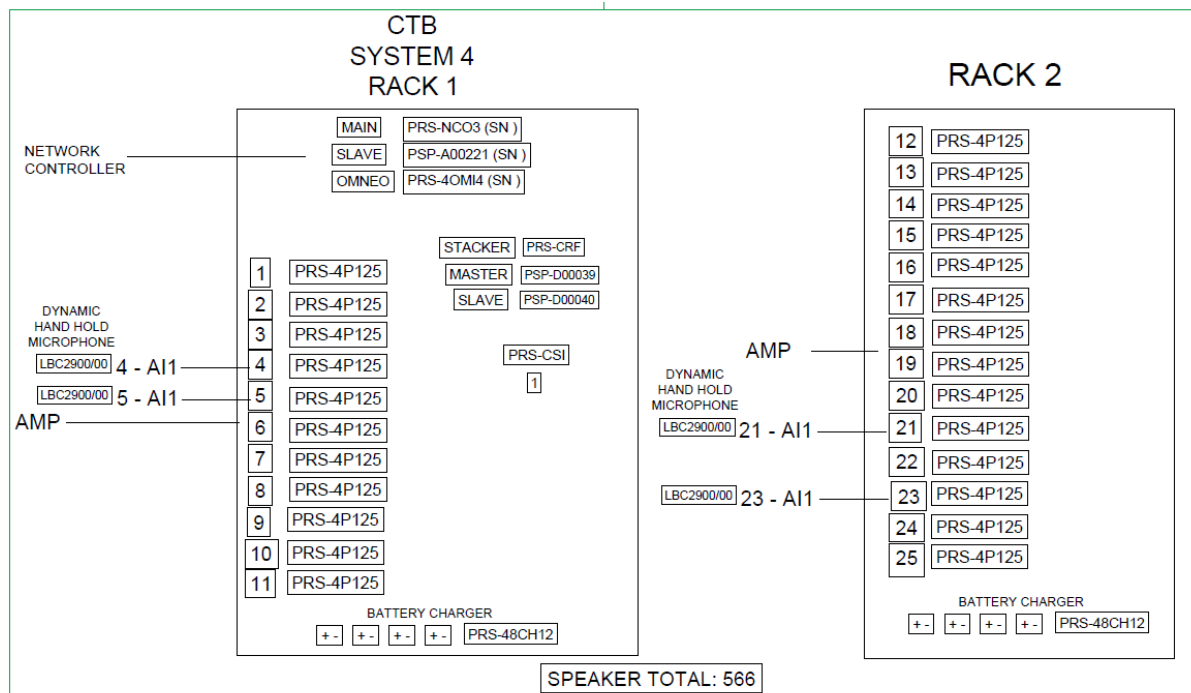 CTB
SYSTEM 4
RACK 1
NETWORK
CONTROLLER
MAIN PRS-NCO3 (SN )
SLAVE PSP-A00221 (SN )
OMNEO PRS-4OMI4 (SN )
STACKER PRS-CRF
MASTER PSP-D00039
SLAVE PSP-D00040
PRS-CSI
1
1 PRS-4P125
2 PRS-4P125
3 PRS-4P125
DYNAMIC
HAND HOLD
MICROPHONE
LBC2900/00 4 - AI1
4 PRS-4P125
LBC2900/00 5 - AI1
5 PRS-4P125
AMP
6 PRS-4P125
7 PRS-4P125
8 PRS-4P125
9 PRS-4P125
10 PRS-4P125
11 PRS-4P125
BATTERY CHARGER
+ - + - + - + - PRS-48CH12
RACK 2
12 PRS-4P125
13 PRS-4P125
14 PRS-4P125
15 PRS-4P125
16 PRS-4P125
17 PRS-4P125
18 PRS-4P125
AMP
19 PRS-4P125
20 PRS-4P125
DYNAMIC
HAND HOLD
MICROPHONE
LBC2900/00 21 - AI1
21 PRS-4P125
22 PRS-4P125
LBC2900/00 23 - AI1
23 PRS-4P125
24 PRS-4P125
25 PRS-4P125
BATTERY CHARGER
+ - + - + - + - PRS-48CH12
SPEAKER TOTAL: 566